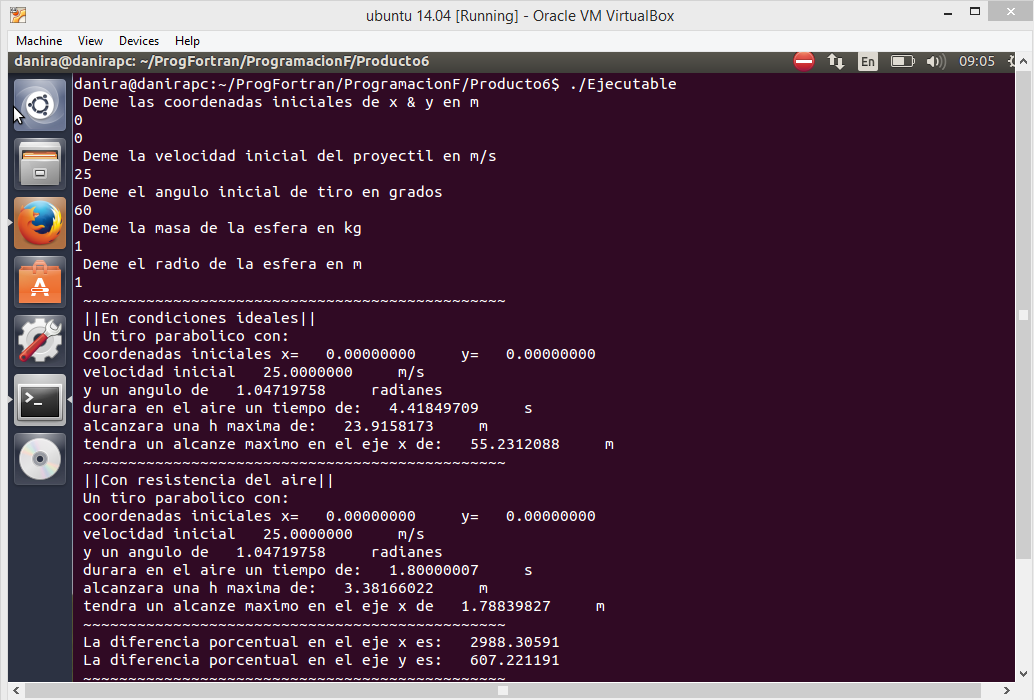 ubuntu 14.04 [Running] - Oracle VM VirtualBox
Machine View Devices Help
danira@danirapc: ~/ProgFortran/ProgramacionF/Producto6
En
09:05
danira@danirapc:~/ProgFortran/ProgramacionF/Producto6$ ./Ejecutable
Deme las coordenadas iniciales de x & y en m
0
0
Deme la velocidad inicial del proyectil en m/s
25
Deme el angulo inicial de tiro en grados
60
Deme la masa de la esfera en kg
1
Deme el radio de la esfera en m
1
~~~~~~~~~~~~~~~~~~~~~~~~~~~~~~~~~~~~~~~~~~~~~~~
||En condiciones ideales||
Un tiro parabolico con:
coordenadas iniciales x= 0.00000000 y= 0.00000000
velocidad inicial 25.0000000 m/s
y un angulo de 1.04719758 radianes
durara en el aire un tiempo de: 4.41849709 s
alcanzara una h maxima de: 23.9158173 m
tendra un alcanze maximo en el eje x de: 55.2312088 m
~~~~~~~~~~~~~~~~~~~~~~~~~~~~~~~~~~~~~~~~~~~~~~~
||Con resistencia del aire||
Un tiro parabolico con:
coordenadas iniciales x= 0.00000000 y= 0.00000000
velocidad inicial 25.0000000 m/s
y un angulo de 1.04719758 radianes
durara en el aire un tiempo de: 1.80000007 s
alcanzara una h maxima de: 3.38166022 m
tendra un alcanze maximo en el eje x de 1.78839827 m
~~~~~~~~~~~~~~~~~~~~~~~~~~~~~~~~~~~~~~~~~~~~~~~
La diferencia porcentual en el eje x es: 2988.30591
La diferencia porcentual en el eje y es: 607.221191
~~~~~~~~~~~~~~~~~~~~~~~~~~~~~~~~~~~~~~~~~~~~~~~